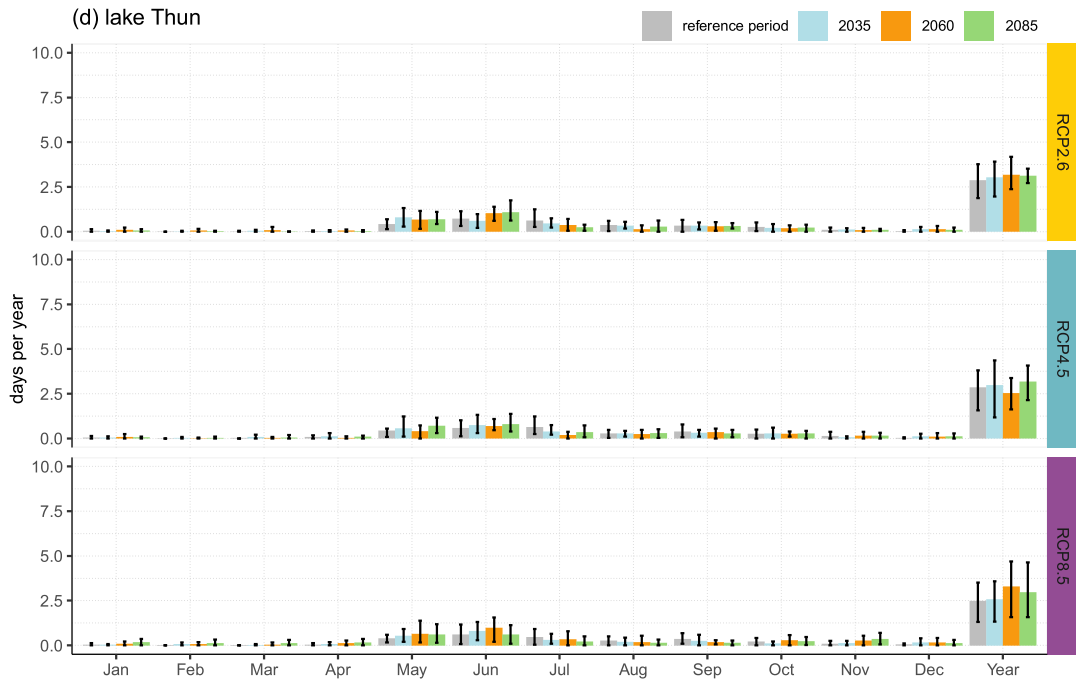 (d) lake Thun
reference period 2035 2060 2085
days per year
10.0
7.5
5.0
2.5
0.0
RCP2.6
10.0
7.5
5.0
2.5
0.0
RCP4.5
10.0
7.5
5.0
2.5
0.0
RCP8.5
Jan Feb Mar Apr May Jun Jul Aug Sep Oct Nov Dec Year